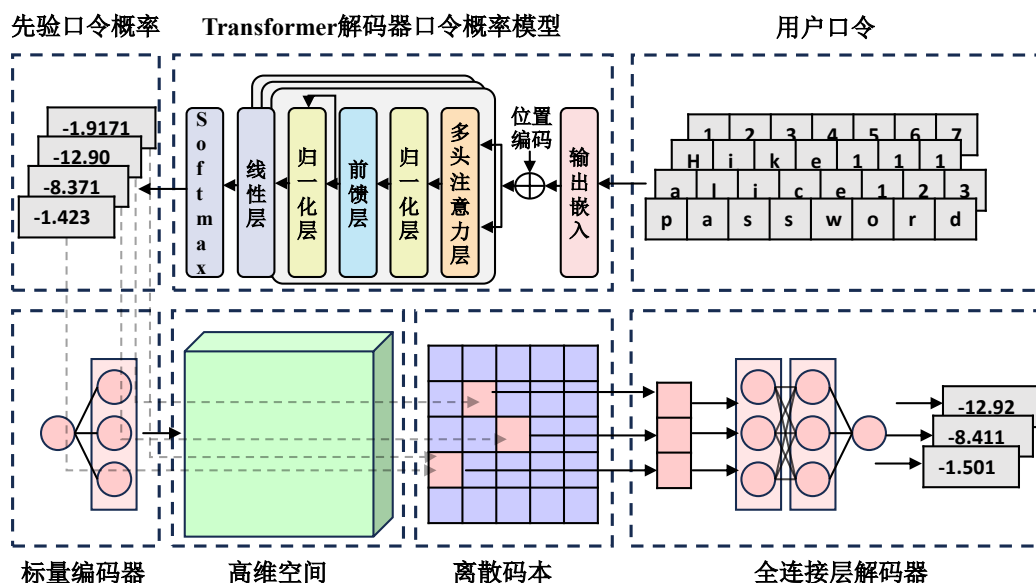 先验口令概率
Transformer解码器口令概率模型
用户口令
-1.9171
-12.90
-8.371
-1.423
Softmax
线性层
归一化层
前馈层
归一化层
多头注意力层
位置
编码
输出嵌入
1 2 3 4 5 6 7
H i k e 1 1 1
a l i c e 1 2 3
p a s s w o r d
-12.92
-8.411
-1.501
标量编码器
高维空间
离散码本
全连接层解码器